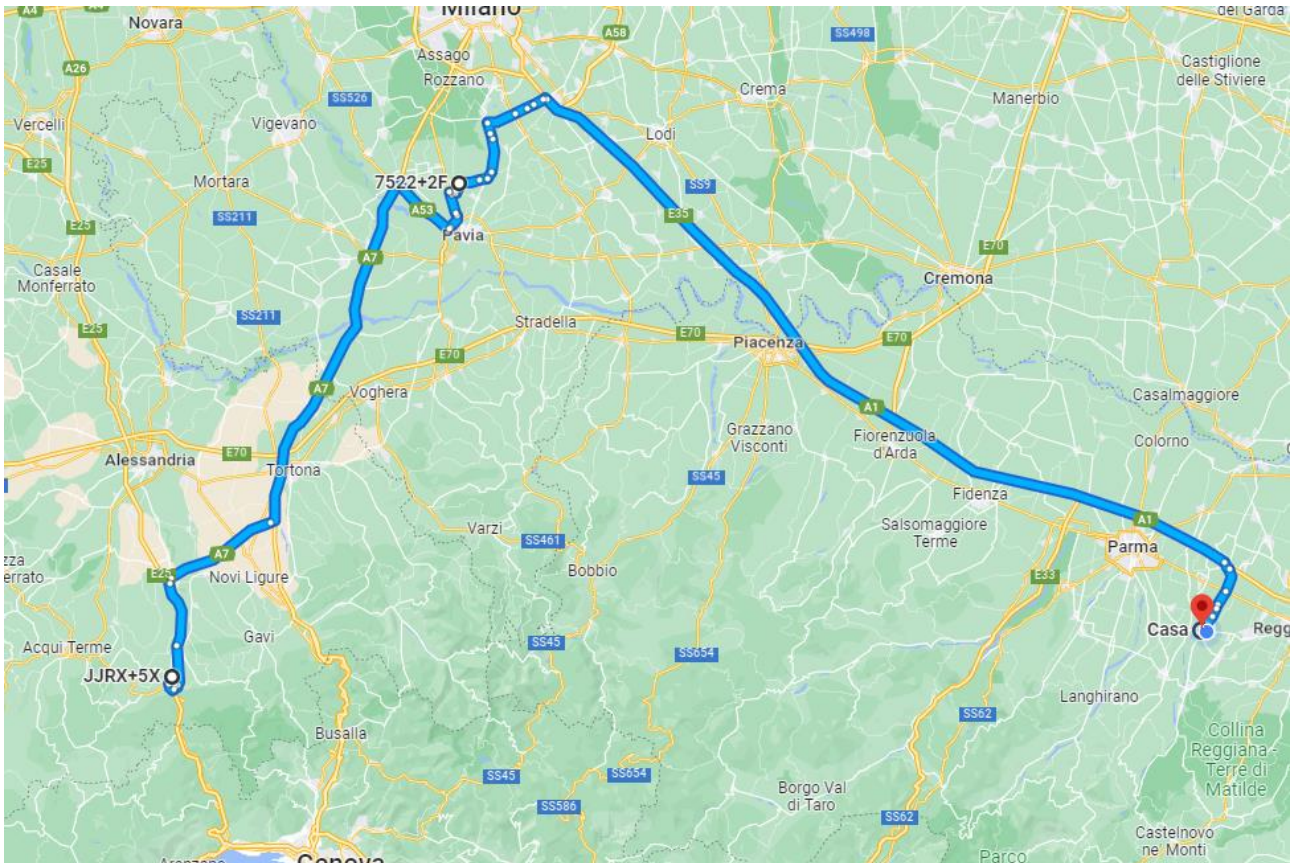 Milano
del Garda
A4
Novara
A58
SS498
Assago
Castiglione
delle Stiviere
A26
Rozzano
Crema
SS526
Manerbio
Vercelli
Vigevano
Lodi
E25
7522+2F
SS9
Mortara
A53
SS211
E35
E25
Pavia
E70
A7
Casale
Monferrato
Cremona
SS211
Stradella
E70
E25
E70
Piacenza
E70
A7
Voghera
Casalmaggiore
A1
Grazzano
Visconti
Fiorenzuola
d'Arda
Colorno
E70
Alessandria
Tortona
SS45
Fidenza
A1
Varzi
Salsomaggiore
Terme
SS461
Parma
A7
Bobbio
E25
Novi Ligure
E33
Casa
Gavi
SS45
Acqui Terme
SS654
JJRX+5X
Langhirano
SS62
Busalla
Collina
Reggiana -
Terre di
Matilde
SS45
SS654
Borgo Val
di Taro
SS586
SS62
Castelnovo
ne' Monti
Genova
Parco